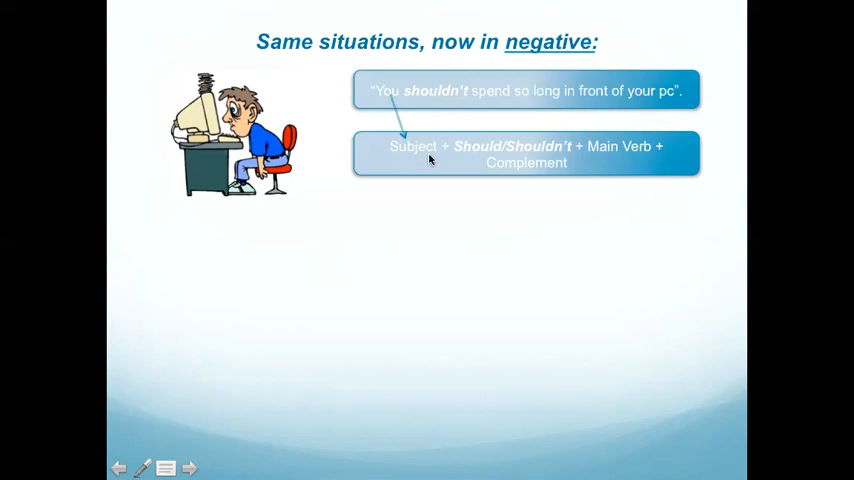 Same situations, now in negative:
“You shouldn't spend so long in front of your pc”.
Subject + Should/Shouldn't + Main Verb +
Complement